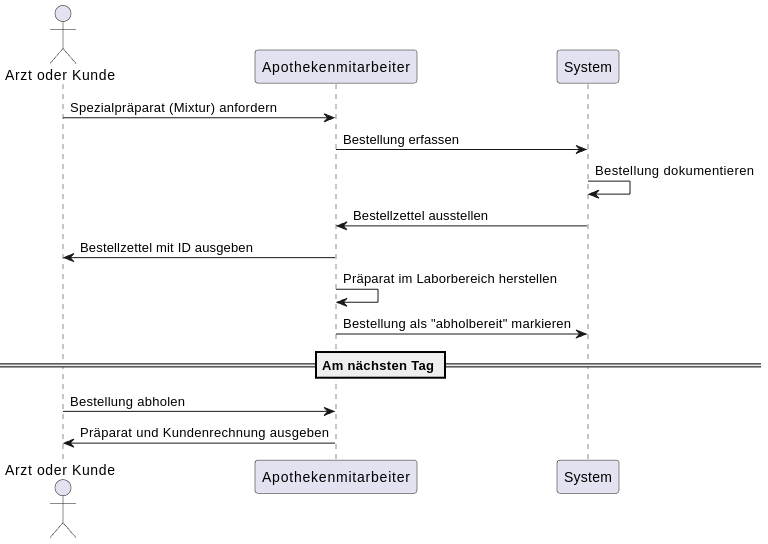 Arzt oder Kunde
Apothekenmitarbeiter
System
Spezialpräparat (Mixtur) anfordern
Bestellung erfassen
Bestellung dokumentieren
Bestellzettel ausstellen
Bestellzettel mit ID ausgeben
Präparat im Laborbereich herstellen
Bestellung als "abholbereit" markieren
Am nächsten Tag
Bestellung abholen
Präparat und Kundenrechnung ausgeben
Arzt oder Kunde
Apothekenmitarbeiter
System